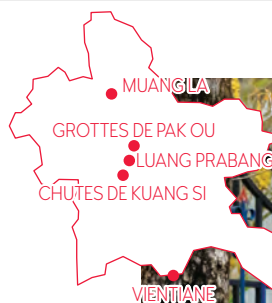 MUANG LA
GROTTES DE PAK OU
LUANG PRABANG
CHUTES DE KUANG SI
VIENTIANE